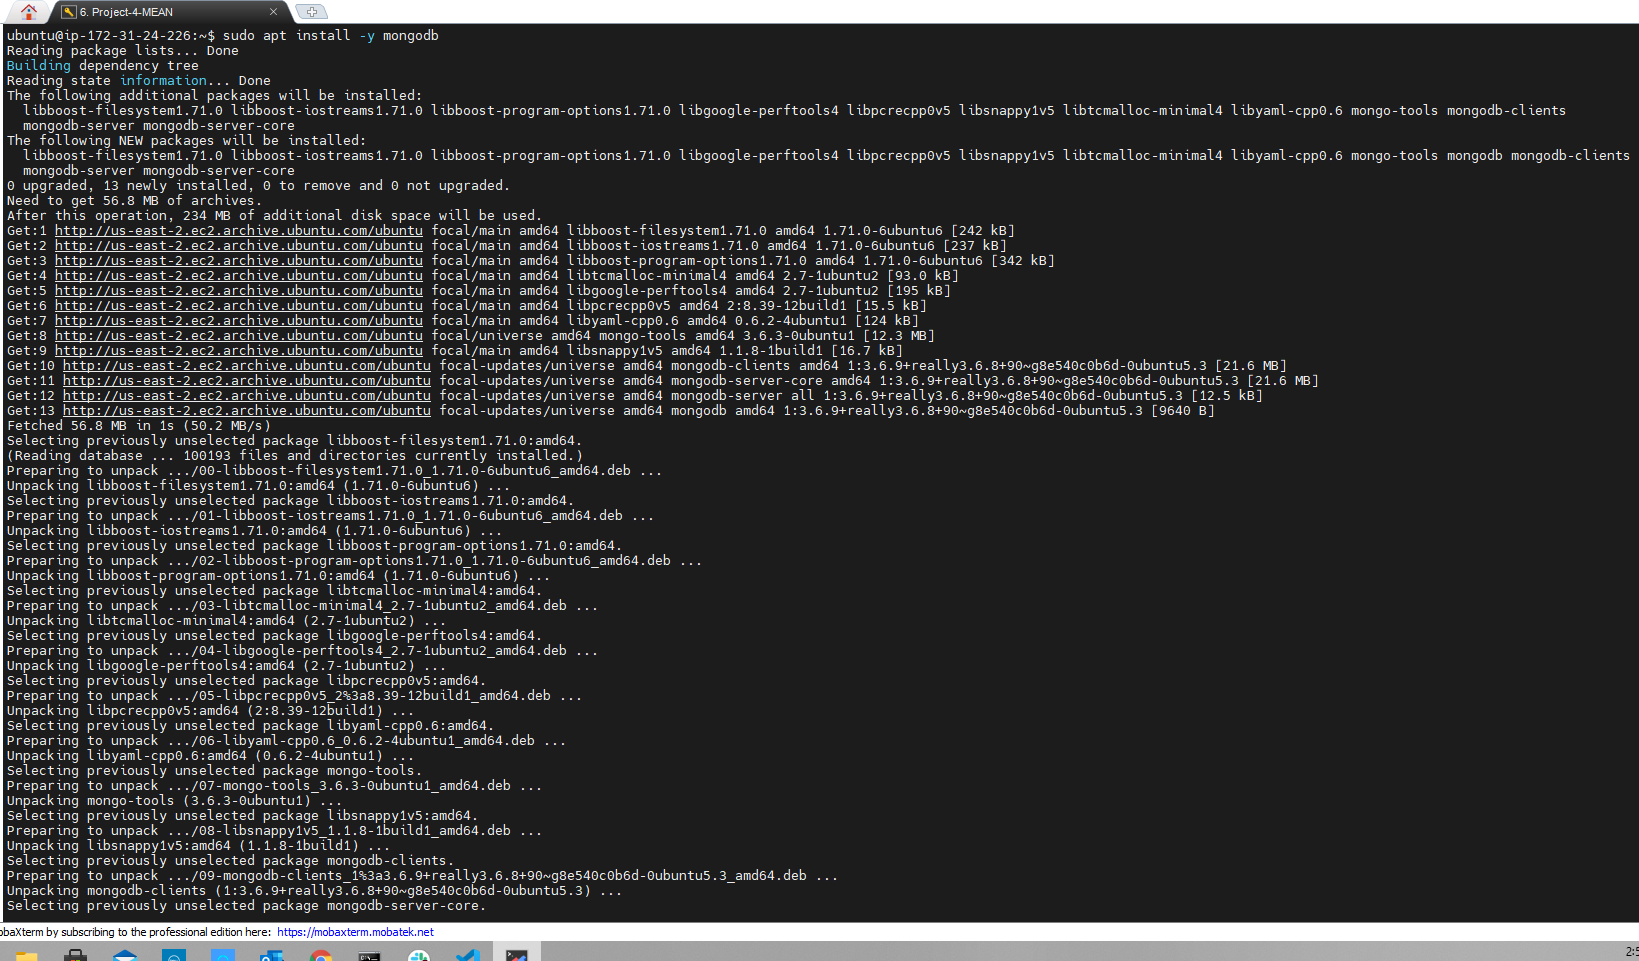 6. Project-4-MEAN
ubuntu@ip-172-31-24-226:~$ sudo apt install -y mongodb
Reading package lists... Done
Building dependency tree
Reading state information... Done
The following additional packages will be installed:
  libboost-filesystem1.71.0 libboost-iostreams1.71.0 libboost-program-options1.71.0 libgoogle-perftools4 libpcrecpp0v5 libsnappy1v5 libtcmalloc-minimal4 libyaml-cpp0.6 mongo-tools mongodb-clients
  mongodb-server mongodb-server-core
The following NEW packages will be installed:
  libboost-filesystem1.71.0 libboost-iostreams1.71.0 libboost-program-options1.71.0 libgoogle-perftools4 libpcrecpp0v5 libsnappy1v5 libtcmalloc-minimal4 libyaml-cpp0.6 mongo-tools mongodb mongodb-clients
  mongodb-server mongodb-server-core
0 upgraded, 13 newly installed, 0 to remove and 0 not upgraded.
Need to get 56.8 MB of archives.
After this operation, 234 MB of additional disk space will be used.
Get:1 http://us-east-2.ec2.archive.ubuntu.com/ubuntu focal/main amd64 libboost-filesystem1.71.0 amd64 1.71.0-6ubuntu6 [242 kB]
Get:2 http://us-east-2.ec2.archive.ubuntu.com/ubuntu focal/main amd64 libboost-iostreams1.71.0 amd64 1.71.0-6ubuntu6 [237 kB]
Get:3 http://us-east-2.ec2.archive.ubuntu.com/ubuntu focal/main amd64 libboost-program-options1.71.0 amd64 1.71.0-6ubuntu6 [342 kB]
Get:4 http://us-east-2.ec2.archive.ubuntu.com/ubuntu focal/main amd64 libtcmalloc-minimal4 amd64 2.7-1ubuntu2 [93.0 kB]
Get:5 http://us-east-2.ec2.archive.ubuntu.com/ubuntu focal/main amd64 libgoogle-perftools4 amd64 2.7-1ubuntu2 [195 kB]
Get:6 http://us-east-2.ec2.archive.ubuntu.com/ubuntu focal/main amd64 libpcrecpp0v5 amd64 2:8.39-12build1 [15.5 kB]
Get:7 http://us-east-2.ec2.archive.ubuntu.com/ubuntu focal/main amd64 libyaml-cpp0.6 amd64 0.6.2-4ubuntu1 [124 kB]
Get:8 http://us-east-2.ec2.archive.ubuntu.com/ubuntu focal/universe amd64 mongo-tools amd64 3.6.3-0ubuntu1 [12.3 MB]
Get:9 http://us-east-2.ec2.archive.ubuntu.com/ubuntu focal/main amd64 libsnappy1v5 amd64 1.1.8-1build1 [16.7 kB]
Get:10 http://us-east-2.ec2.archive.ubuntu.com/ubuntu focal-updates/universe amd64 mongodb-clients amd64 1:3.6.9+really3.6.8+90~g8e540c0b6d-0ubuntu5.3 [21.6 MB]
Get:11 http://us-east-2.ec2.archive.ubuntu.com/ubuntu focal-updates/universe amd64 mongodb-server-core amd64 1:3.6.9+really3.6.8+90~g8e540c0b6d-0ubuntu5.3 [21.6 MB]
Get:12 http://us-east-2.ec2.archive.ubuntu.com/ubuntu focal-updates/universe amd64 mongodb-server all 1:3.6.9+really3.6.8+90~g8e540c0b6d-0ubuntu5.3 [12.5 kB]
Get:13 http://us-east-2.ec2.archive.ubuntu.com/ubuntu focal-updates/universe amd64 mongodb amd64 1:3.6.9+really3.6.8+90~g8e540c0b6d-0ubuntu5.3 [9640 B]
Fetched 56.8 MB in 1s (50.2 MB/s)
Selecting previously unselected package libboost-filesystem1.71.0:amd64.
(Reading database ... 100193 files and directories currently installed.)
Preparing to unpack .../00-libboost-filesystem1.71.0_1.71.0-6ubuntu6_amd64.deb ...
Unpacking libboost-filesystem1.71.0:amd64 (1.71.0-6ubuntu6) ...
Selecting previously unselected package libboost-iostreams1.71.0:amd64.
Preparing to unpack .../01-libboost-iostreams1.71.0_1.71.0-6ubuntu6_amd64.deb ...
Unpacking libboost-iostreams1.71.0:amd64 (1.71.0-6ubuntu6) ...
Selecting previously unselected package libboost-program-options1.71.0:amd64.
Preparing to unpack .../02-libboost-program-options1.71.0_1.71.0-6ubuntu6_amd64.deb ...
Unpacking libboost-program-options1.71.0:amd64 (1.71.0-6ubuntu6) ...
Selecting previously unselected package libtcmalloc-minimal4:amd64.
Preparing to unpack .../03-libtcmalloc-minimal4_2.7-1ubuntu2_amd64.deb ...
Unpacking libtcmalloc-minimal4:amd64 (2.7-1ubuntu2) ...
Selecting previously unselected package libgoogle-perftools4:amd64.
Preparing to unpack .../04-libgoogle-perftools4_2.7-1ubuntu2_amd64.deb ...
Unpacking libgoogle-perftools4:amd64 (2.7-1ubuntu2) ...
Selecting previously unselected package libpcrecpp0v5:amd64.
Preparing to unpack .../05-libpcrecpp0v5_2%3a8.39-12build1_amd64.deb ...
Unpacking libpcrecpp0v5:amd64 (2:8.39-12build1) ...
Selecting previously unselected package libyaml-cpp0.6:amd64.
Preparing to unpack .../06-libyaml-cpp0.6_0.6.2-4ubuntu1_amd64.deb ...
Unpacking libyaml-cpp0.6:amd64 (0.6.2-4ubuntu1) ...
Selecting previously unselected package mongo-tools.
Preparing to unpack .../07-mongo-tools_3.6.3-0ubuntu1_amd64.deb ...
Unpacking mongo-tools (3.6.3-0ubuntu1) ...
Selecting previously unselected package libsnappy1v5:amd64.
Preparing to unpack .../08-libsnappy1v5_1.1.8-1build1_amd64.deb ...
Unpacking libsnappy1v5:amd64 (1.1.8-1build1) ...
Selecting previously unselected package mongodb-clients.
Preparing to unpack .../09-mongodb-clients_1%3a3.6.9+really3.6.8+90~g8e540c0b6d-0ubuntu5.3_amd64.deb ...
Unpacking mongodb-clients (1:3.6.9+really3.6.8+90~g8e540c0b6d-0ubuntu5.3) ...
Selecting previously unselected package mongodb-server-core.
obaXterm by subscribing to the professional edition here: https://mobaxterm.mobatek.net